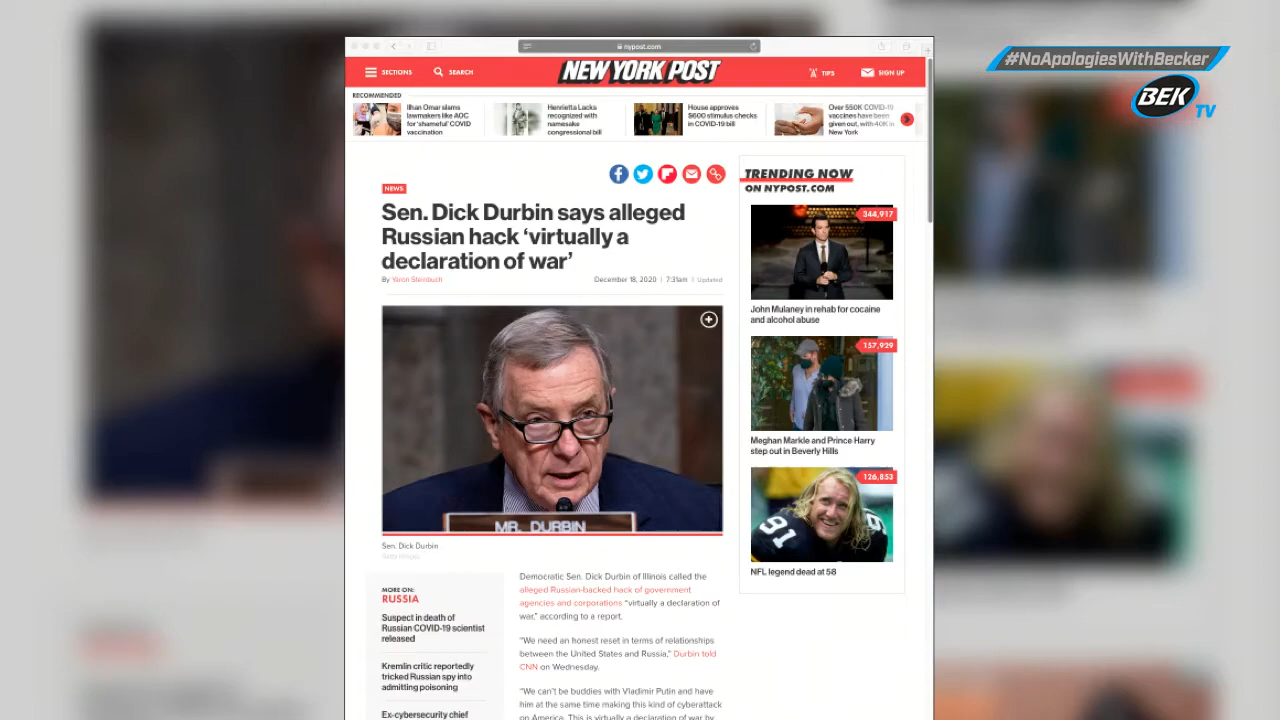 nypost.com
#NoApologiesWithBecker
BEK
TV
SECTIONS
SEARCH
NEW YORK POST
TIPS
SIGN UP
RECOMMENDED
Ilhan Omar slams
lawmakers like AOC
for 'shameful' COVID
vaccination
Henrietta Lacks
recognized with
namesake
congressional bill
House approves
$600 stimulus checks
in COVID-19 bill
Over 550K COVID-19
vaccines have been
given out, with 40K in
New York
NEWS
Sen. Dick Durbin says alleged
Russian hack ‘virtually a
declaration of war’
By Yaron Steinbuch
December 18, 2020 | 7:31am | Updated
MR. DURBIN
Sen. Dick Durbin
Getty Images
MORE ON:
RUSSIA
Suspect in death of
Russian COVID-19 scientist
released
Kremlin critic reportedly
tricked Russian spy into
admitting poisoning
Ex-cybersecurity chief
Democratic Sen. Dick Durbin of Illinois called the
alleged Russian-backed hack of government
agencies and corporations “virtually a declaration of
war,” according to a report.
“We need an honest reset in terms of relationships
between the United States and Russia,” Durbin told
CNN on Wednesday.
“We can't be buddies with Vladimir Putin and have
him at the same time making this kind of cyberattack
on America. This is virtually a declaration of war by
TRENDING NOW
ON NYPOST.COM
344,917
John Mulaney in rehab for cocaine
and alcohol abuse
157,929
Meghan Markle and Prince Harry
step out in Beverly Hills
126,853
91
9
NFL legend dead at 58